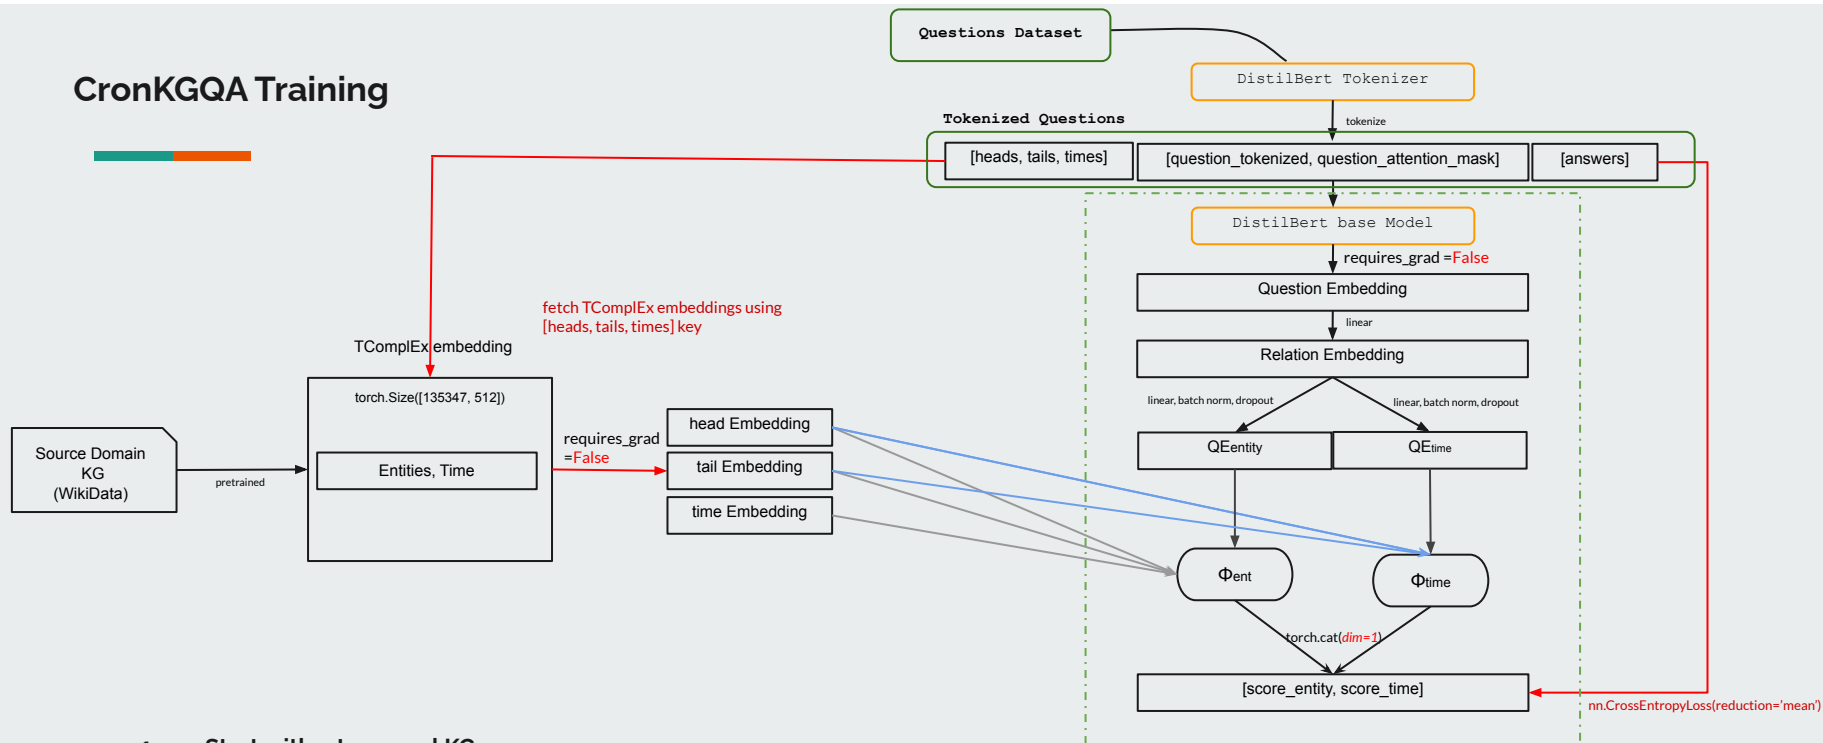 Questions Dataset
CronKGQA Training
DistilBert Tokenizer
tokenize
Tokenized Questions
[heads, tails, times]
[question_tokenized, question_attention_mask]
[answers]
DistilBert base Model
requires_grad =False
Question Embedding
linear
Relation Embedding
linear, batch norm, dropout
linear, batch norm, dropout
QEentity
QEtime
fetch TComplEx embeddings using
[heads, tails, times] key
TComplEx embedding
torch.Size([135347, 512])
Entities, Time
Source Domain
KG
(WikiData)
pretrained
requires_grad
=False
head Embedding
tail Embedding
time Embedding
Φent
Φtime
torch.cat(dim=1)
[score_entity, score_time]
nn.CrossEntropyLoss(reduction='mean')